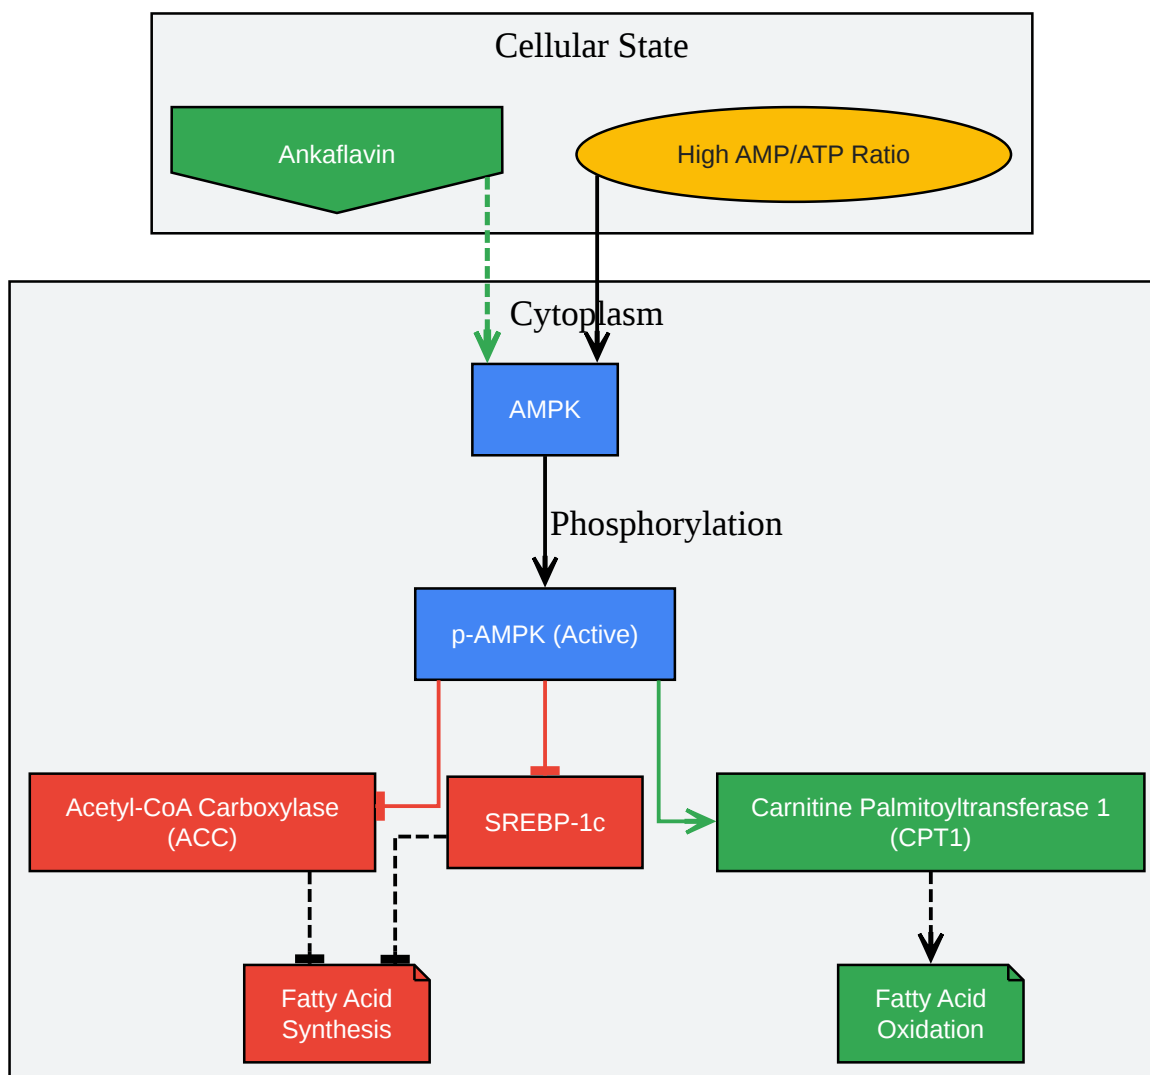 Cellular State
Ankaflavin
High AMP/ATP Ratio
Cytoplasm
AMPK
Phosphorylation
p-AMPK (Active)
Acetyl-CoA Carboxylase
(ACC)
SREBP-1c
Carnitine Palmitoyltransferase 1
(CPT1)
Fatty Acid
Synthesis
Fatty Acid
Oxidation